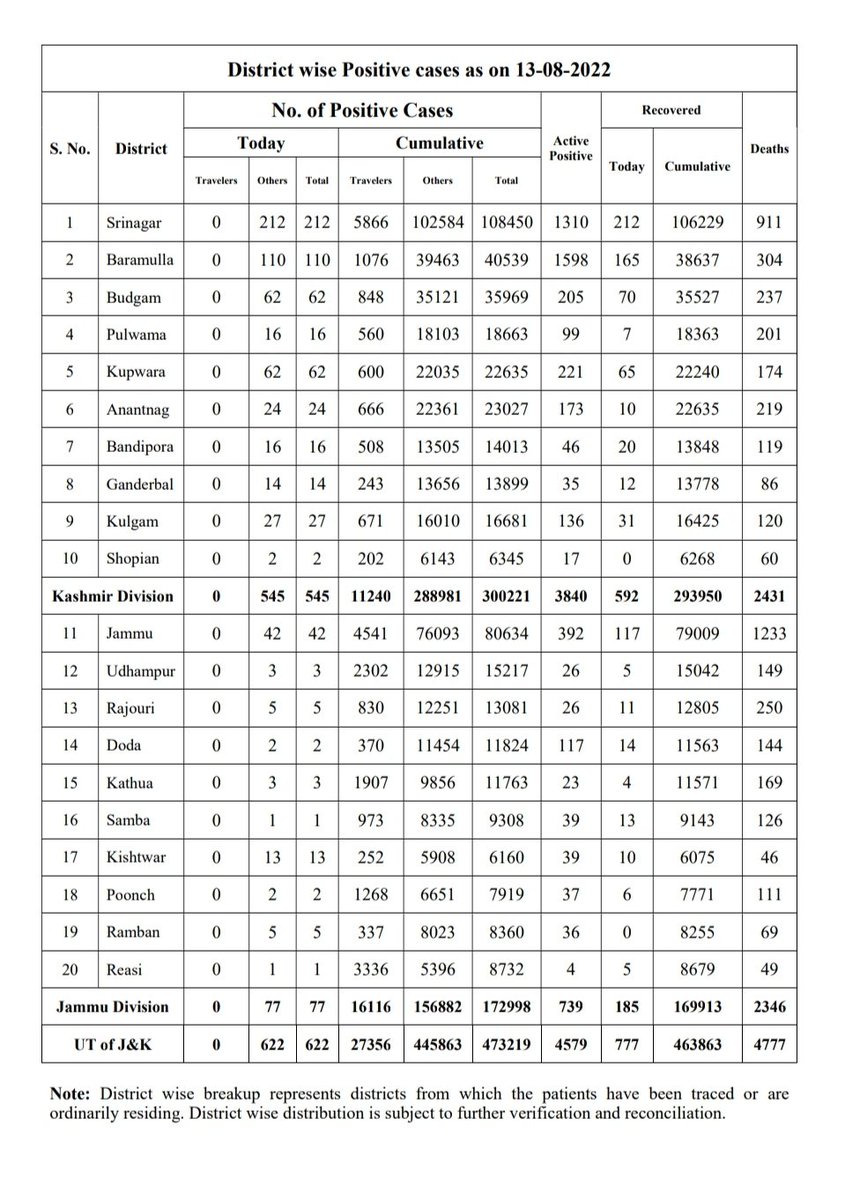 District wise Positive cases as on 13-08-2022
S. No. District No. of Positive Cases Active Positive Recovered Deaths
Today Cumulative Today Cumulative
Travelers Others Total Travelers Others Total
1 Srinagar 0 212 212 5866 102584 108450 1310 212 106229 911
2 Baramulla 0 110 110 1076 39463 40539 1598 165 38637 304
3 Budgam 0 62 62 848 35121 35969 205 70 35527 237
4 Pulwama 0 16 16 560 18103 18663 99 7 18363 201
5 Kupwara 0 62 62 600 22035 22635 221 65 22240 174
6 Anantnag 0 24 24 666 22361 23027 173 10 22635 219
7 Bandipora 0 16 16 508 13505 14013 46 20 13848 119
8 Ganderbal 0 14 14 243 13656 13899 35 12 13778 86
9 Kulgam 0 27 27 671 16010 16681 136 31 16425 120
10 Shopian 0 2 2 202 6143 6345 17 0 6268 60
Kashmir Division 0 545 545 11240 288981 300221 3840 592 293950 2431
11 Jammu 0 42 42 4541 76093 80634 392 117 79009 1233
12 Udhampur 0 3 3 2302 12915 15217 26 5 15042 149
13 Rajouri 0 5 5 830 12251 13081 26 11 12805 250
14 Doda 0 2 2 370 11454 11824 117 14 11563 144
15 Kathua 0 3 3 1907 9856 11763 23 4 11571 169
16 Samba 0 1 1 973 8335 9308 39 13 9143 126
17 Kishtwar 0 13 13 252 5908 6160 39 10 6075 46
18 Poonch 0 2 2 1268 6651 7919 37 6 7771 111
19 Ramban 0 5 5 337 8023 8360 36 0 8255 69
20 Reasi 0 1 1 3336 5396 8732 4 5 8679 49
Jammu Division 0 77 77 16116 156882 172998 739 185 169913 2346
UT of J&K 0 622 622 27356 445863 473219 4579 777 463863 4777
Note: District wise breakup represents districts from which the patients have been traced or are
ordinarily residing. District wise distribution is subject to further verification and reconciliation.